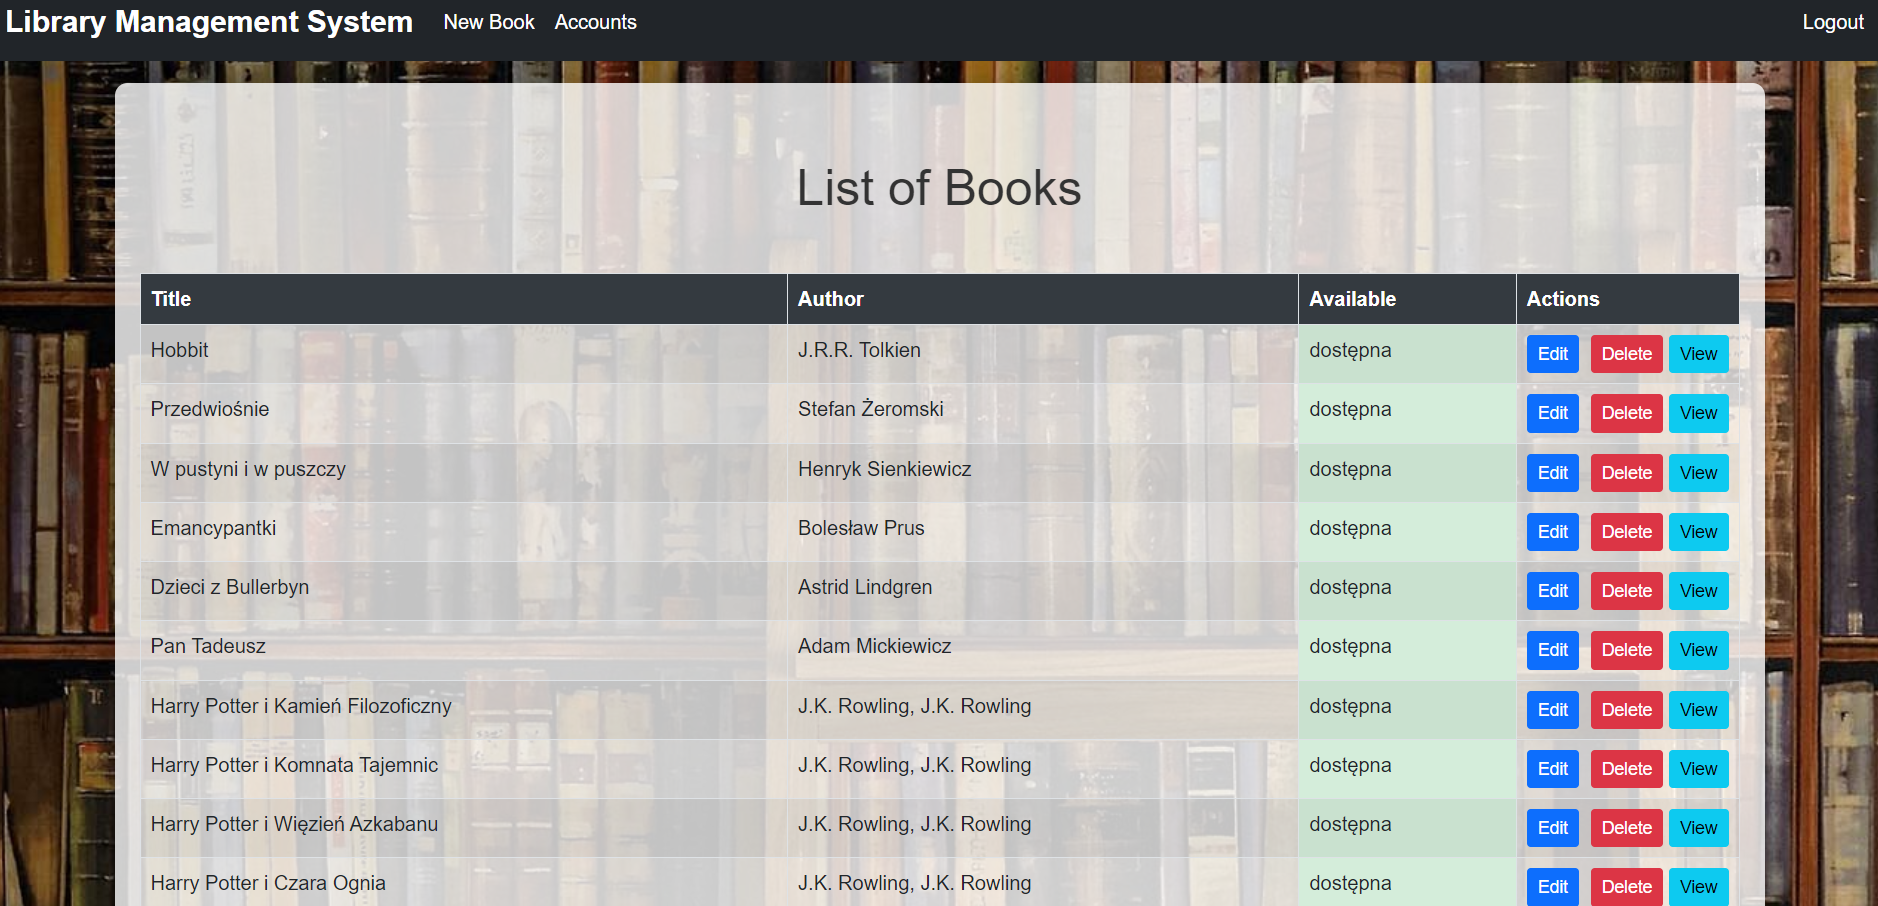 Library Management System New Book Accounts Logout
List of Books
Title Author Available Actions
Hobbit J.R.R. Tolkien dostępna Edit Delete View
Przedwiośnie Stefan Żeromski dostępna Edit Delete View
W pustyni i w puszczy Henryk Sienkiewicz dostępna Edit Delete View
Emancypantki Bolesław Prus dostępna Edit Delete View
Dzieci z Bullerbyn Astrid Lindgren dostępna Edit Delete View
Pan Tadeusz Adam Mickiewicz dostępna Edit Delete View
Harry Potter i Kamień Filozoficzny J.K. Rowling, J.K. Rowling dostępna Edit Delete View
Harry Potter i Komnata Tajemnic J.K. Rowling, J.K. Rowling dostępna Edit Delete View
Harry Potter i Więzień Azkabanu J.K. Rowling, J.K. Rowling dostępna Edit Delete View
Harry Potter i Czara Ognia J.K. Rowling, J.K. Rowling dostępna Edit Delete View